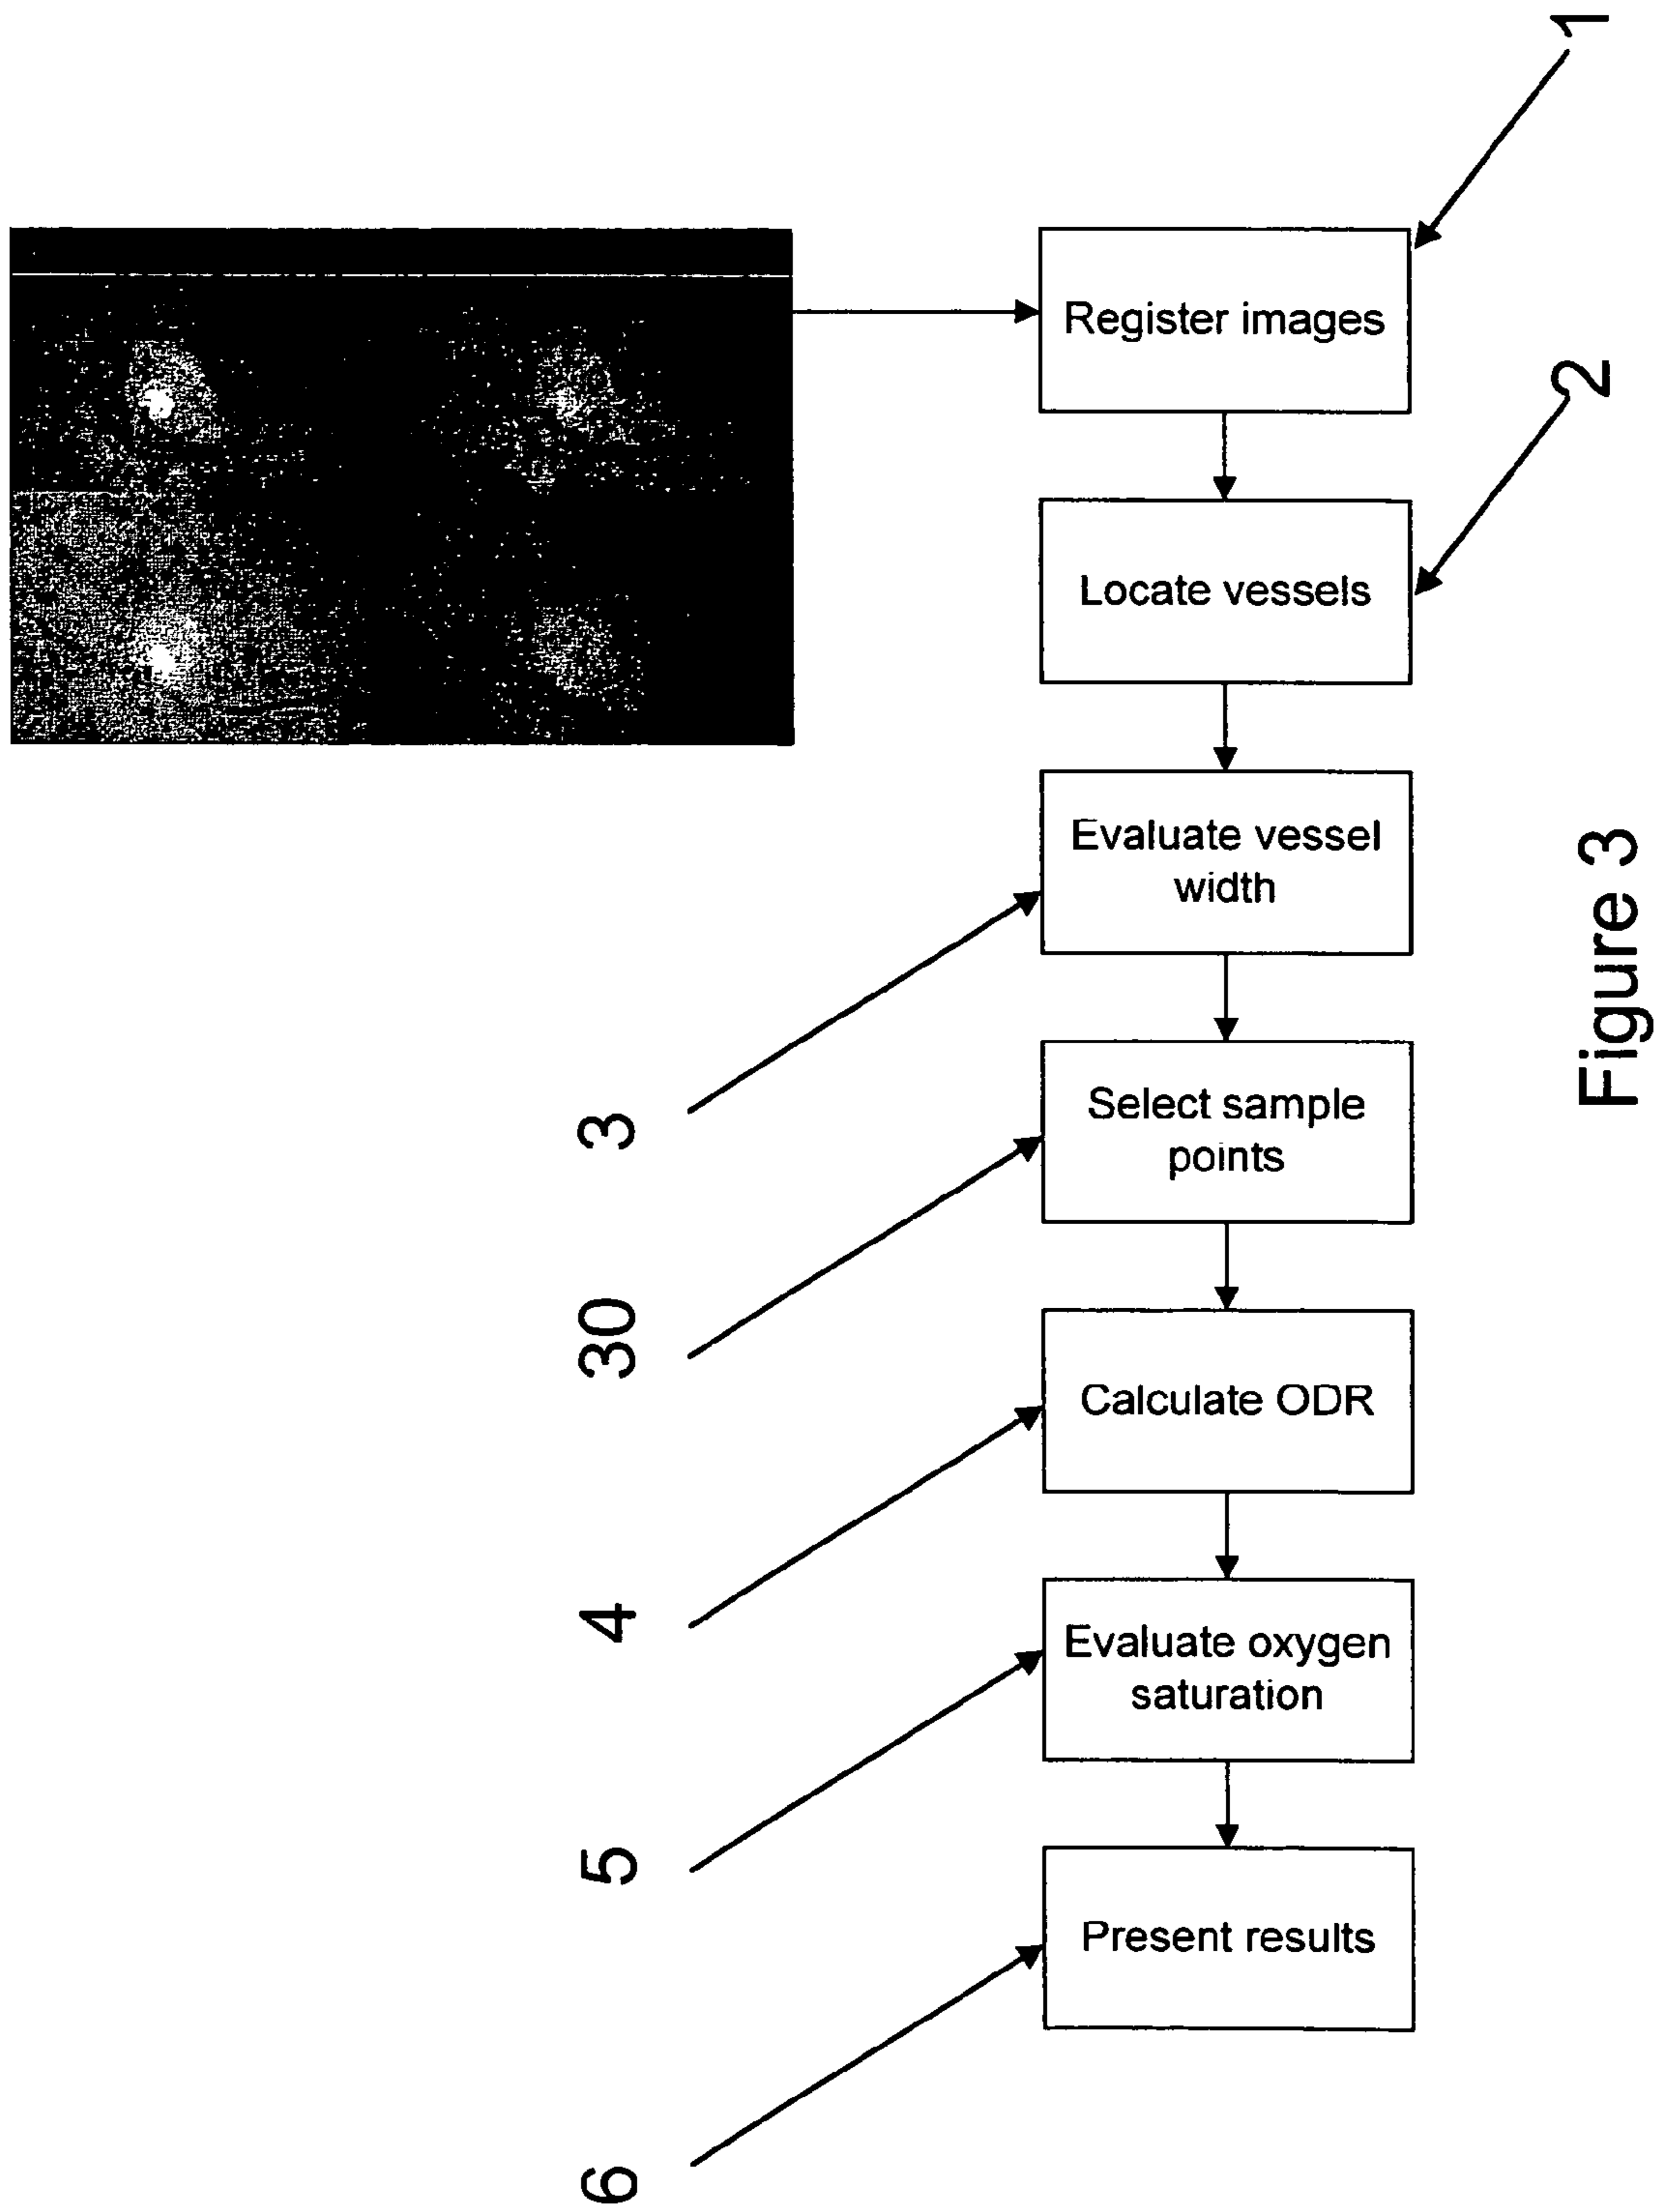 1
Register images
2
Locate vessels
Evaluate vessel
width
3
Select sample
points
30
Calculate ODR
4
Evaluate oxygen
saturation
5
Present results
6
Figure 3